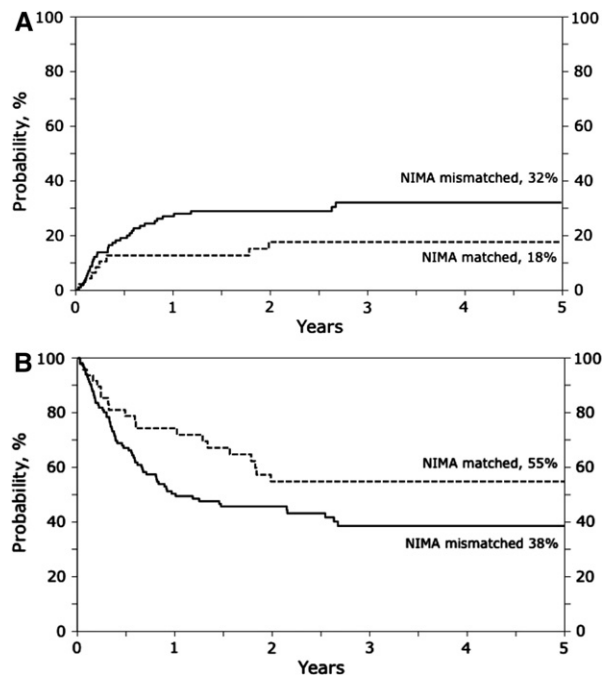 A
100
80
60
40
20
0
Probability, %
100
80
60
40
20
0
NIMA mismatched, 32%
NIMA matched, 18%
0 1 2 3 4 5
Years
B
100
80
60
40
20
0
Probability, %
100
80
60
40
20
0
NIMA matched, 55%
NIMA mismatched 38%
0 1 2 3 4 5
Years